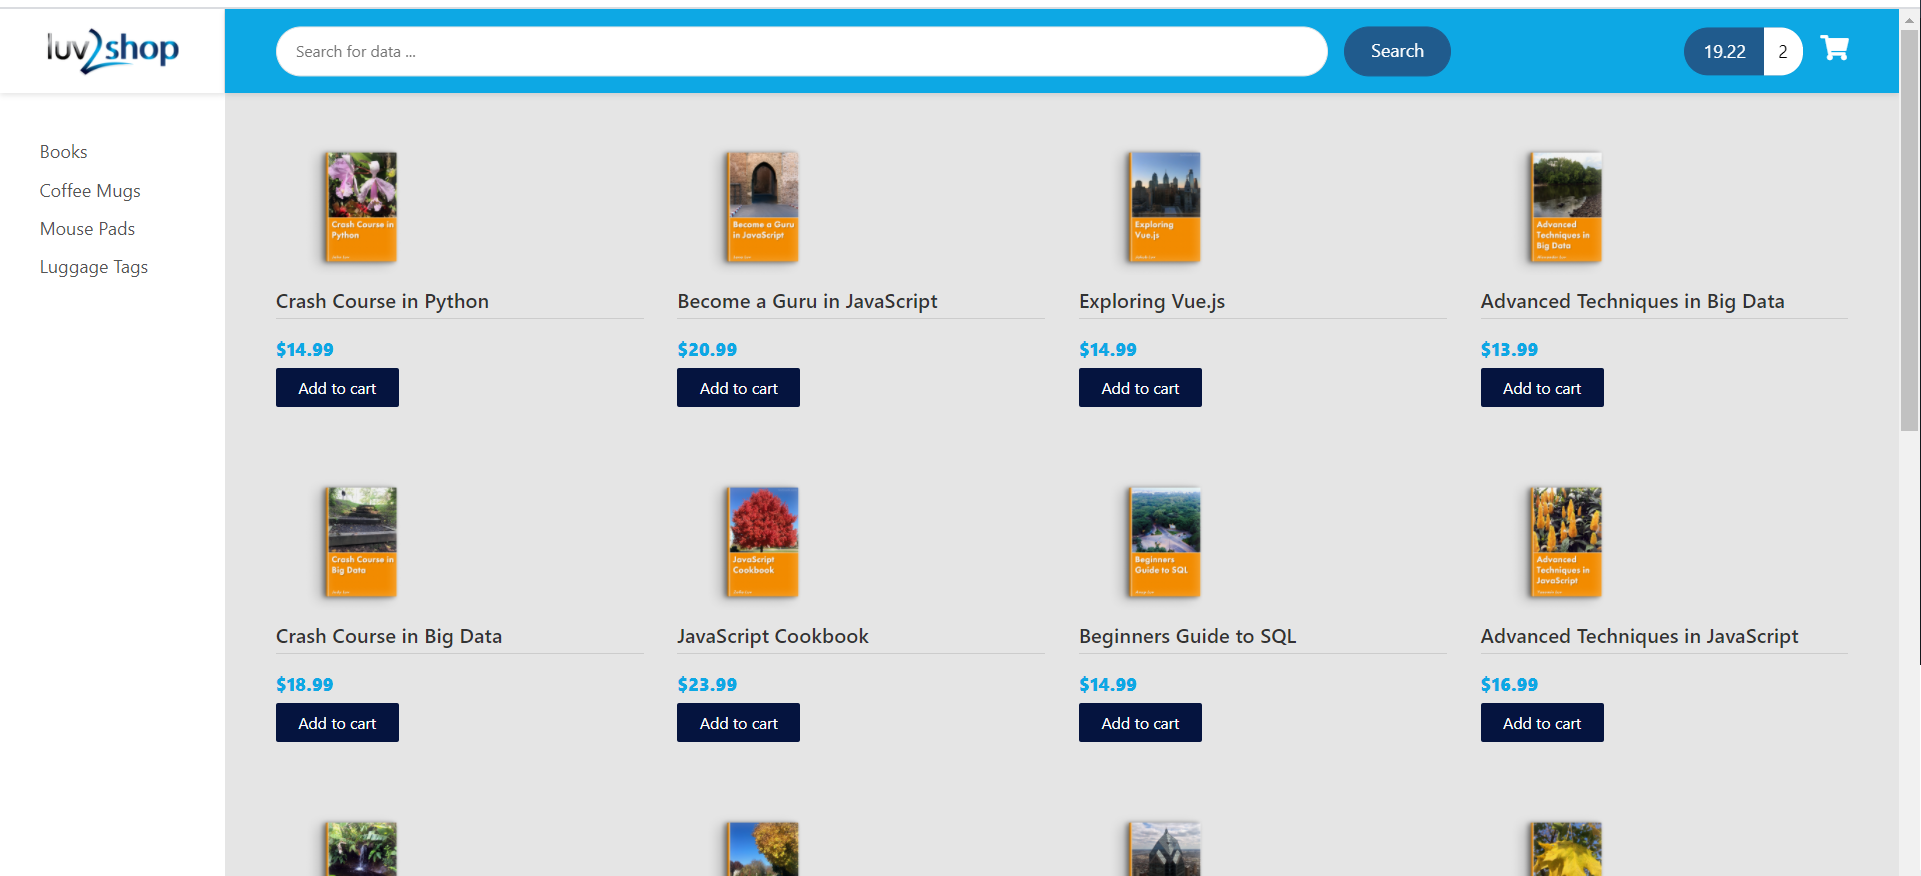 luv2shop
Search for data ...
Search
19.22
2
Books
Coffee Mugs
Mouse Pads
Luggage Tags
Crash Course in
Python
Become a Guru
in JavaScript
Exploring
Vue.js
Advanced
Techniques in
Big Data
Crash Course in Python
Become a Guru in JavaScript
Exploring Vue.js
Advanced Techniques in Big Data
$14.99
$20.99
$14.99
$13.99
Add to cart
Add to cart
Add to cart
Add to cart
Crash Course in
Big Data
JavaScript
Cookbook
Beginners
Guide to SQL
Advanced
Techniques in
JavaScript
Crash Course in Big Data
JavaScript Cookbook
Beginners Guide to SQL
Advanced Techniques in JavaScript
$18.99
$23.99
$14.99
$16.99
Add to cart
Add to cart
Add to cart
Add to cart